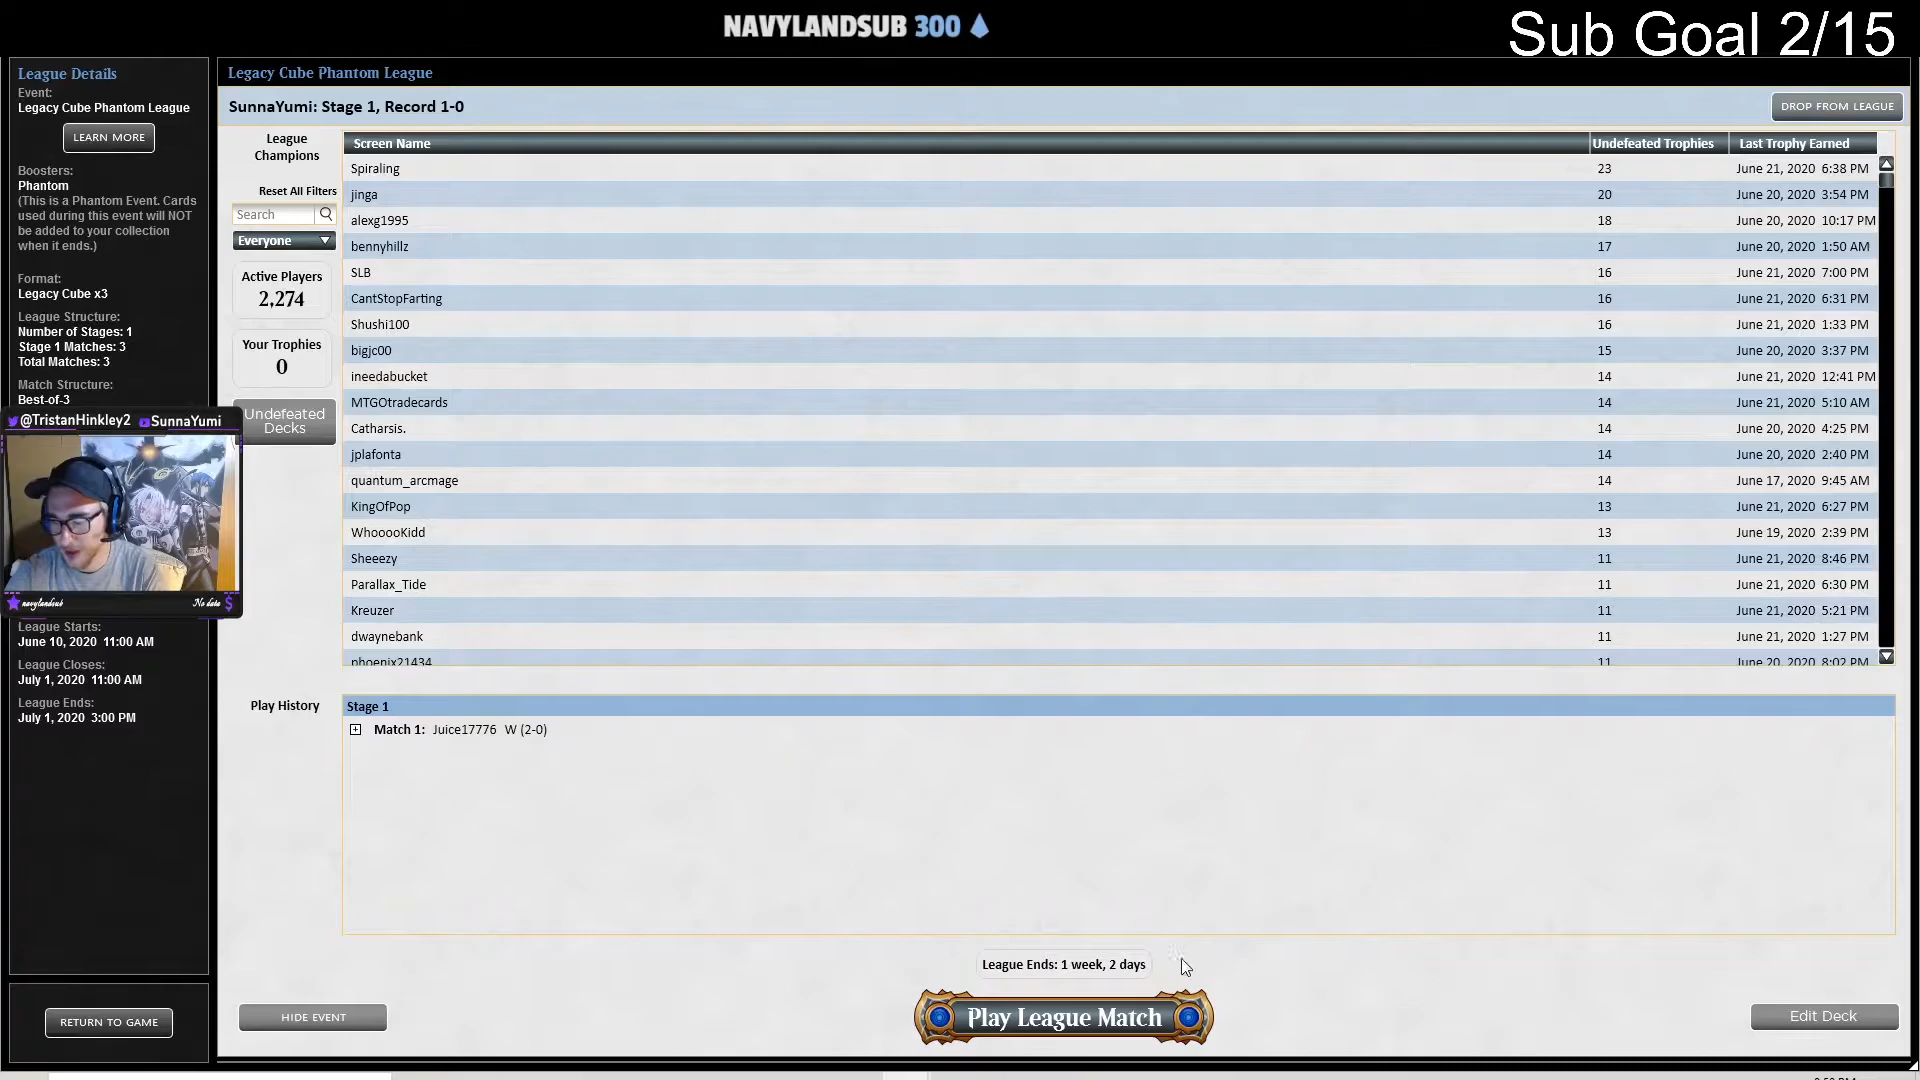 NAVYLANDSUB 300
Sub Goal 2/15
League Details
Event:
Legacy Cube Phantom League
LEARN MORE
Boosters:
Phantom
(This is a Phantom Event. Cards
used during this event will NOT
be added to your collection
when it ends.)
Format:
Legacy Cube x3
League Structure:
Number of Stages: 1
Stage 1 Matches: 3
Total Matches: 3
Match Structure:
Best-of-3
@TristanHinkley2 SunnaYumi
navylandsub No data $
League Starts:
June 10, 2020 11:00 AM
League Closes:
July 1, 2020 11:00 AM
League Ends:
July 1, 2020 3:00 PM
RETURN TO GAME
Legacy Cube Phantom League
SunnaYumi: Stage 1, Record 1-0
DROP FROM LEAGUE
League
Champions
Reset All Filters
Search
Everyone
Active Players
2,274
Your Trophies
0
Undefeated
Decks
Screen Name Undefeated Trophies Last Trophy Earned
Spiraling 23 June 21, 2020 6:38 PM
jinga 20 June 20, 2020 3:54 PM
alexg1995 18 June 20, 2020 10:17 PM
bennyhillz 17 June 20, 2020 1:50 AM
SLB 16 June 21, 2020 7:00 PM
CantStopFarting 16 June 21, 2020 6:31 PM
Shushi100 16 June 21, 2020 1:33 PM
bigjc00 15 June 20, 2020 3:37 PM
ineedabucket 14 June 21, 2020 12:41 PM
MTGOtradecards 14 June 21, 2020 5:10 AM
Catharsis. 14 June 20, 2020 4:25 PM
jplafonta 14 June 20, 2020 2:40 PM
quantum_arcmage 14 June 17, 2020 9:45 AM
KingOfPop 13 June 21, 2020 6:27 PM
WhooooKidd 13 June 19, 2020 2:39 PM
Sheeezy 11 June 21, 2020 8:46 PM
Parallax_Tide 11 June 21, 2020 6:30 PM
Kreuzer 11 June 21, 2020 5:21 PM
dwaynebank 11 June 21, 2020 1:27 PM
phoenix21434 11 June 20, 2020 8:02 PM
Play History
Stage 1
Match 1: Juice17776 W (2-0)
League Ends: 1 week, 2 days
HIDE EVENT
Play League Match
Edit Deck